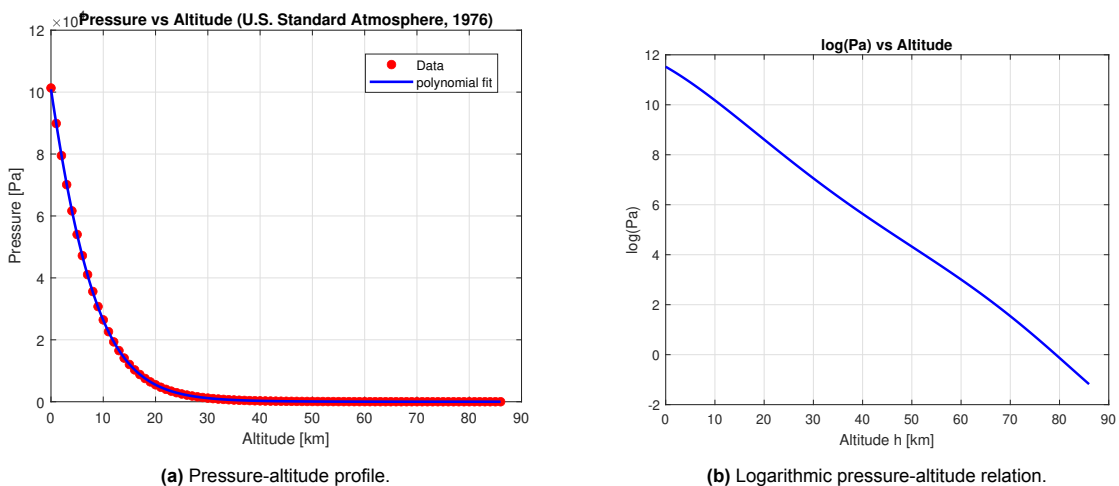 ×10
Pressure vs Altitude (U.S. Standard Atmosphere, 1976)
12
10
8
6
4
2
0
Pressure [Pa]
Data
polynomial fit
0 10 20 30 40 50 60 70 80 90
Altitude [km]
(a) Pressure-altitude profile.
log(Pa) vs Altitude
12
10
8
6
4
2
0
-2
log(Pa)
0 10 20 30 40 50 60 70 80 90
Altitude h [km]
(b) Logarithmic pressure-altitude relation.